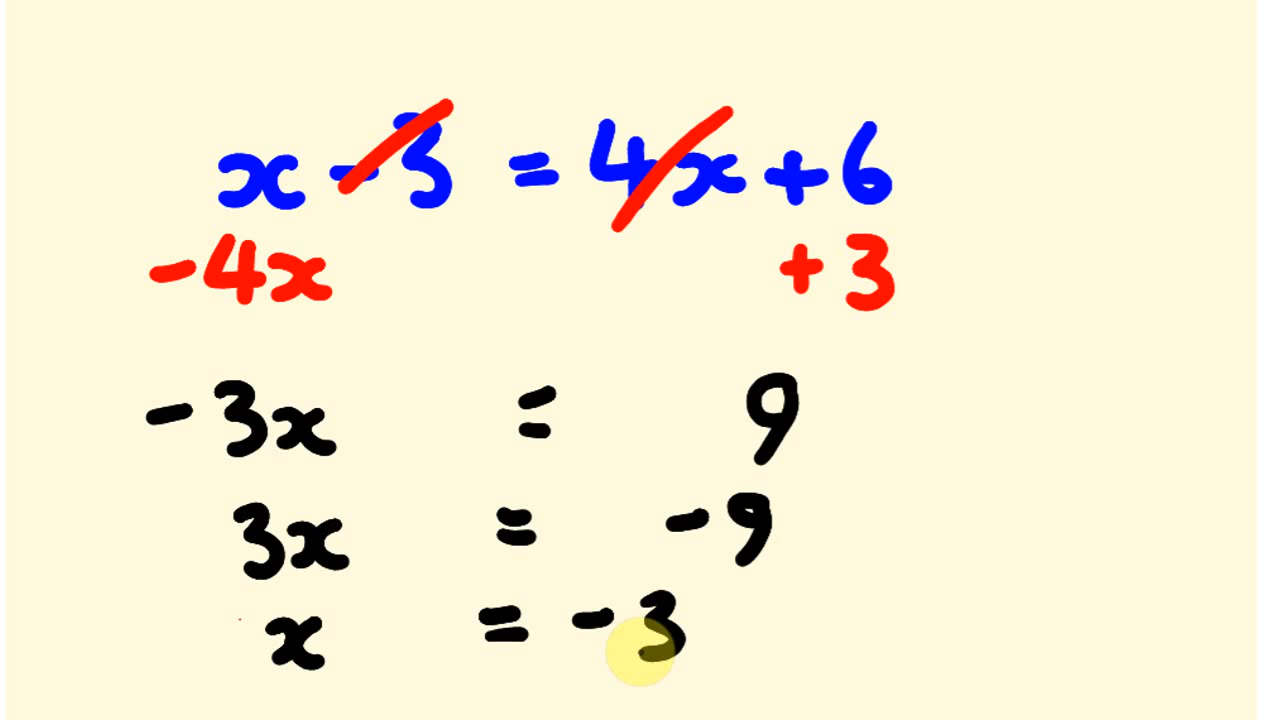 x - 3 = 4x + 6
-4x +3
-3x = 9
3x = -9
x = -3